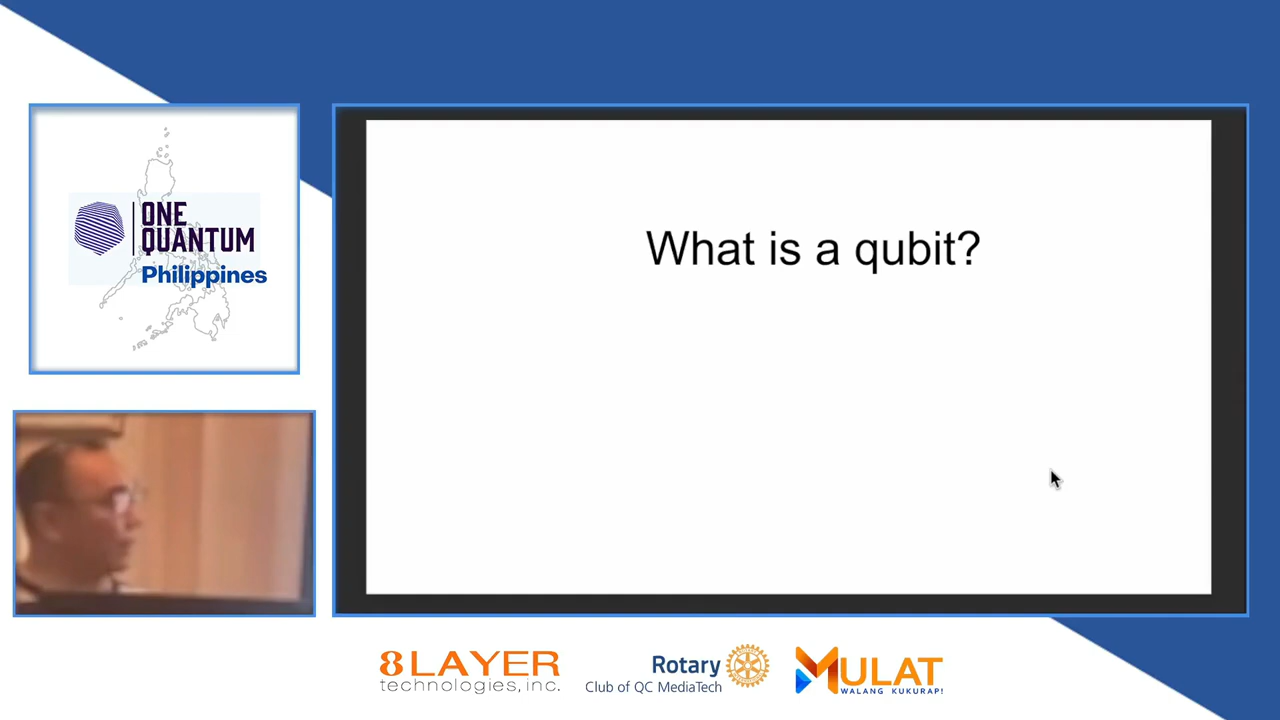 ONE
QUANTUM
Philippines
What is a qubit?
8LAYER
technologies, inc.
Rotary
Club of QC MediaTech
MULAT
WALANG KUKURAP!